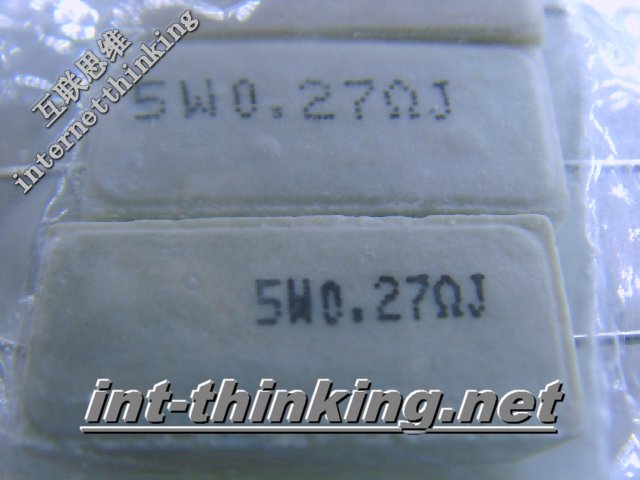 互联思维
internetthinking
5W0.27ΩJ
5W0.27ΩJ
int-thinking.net